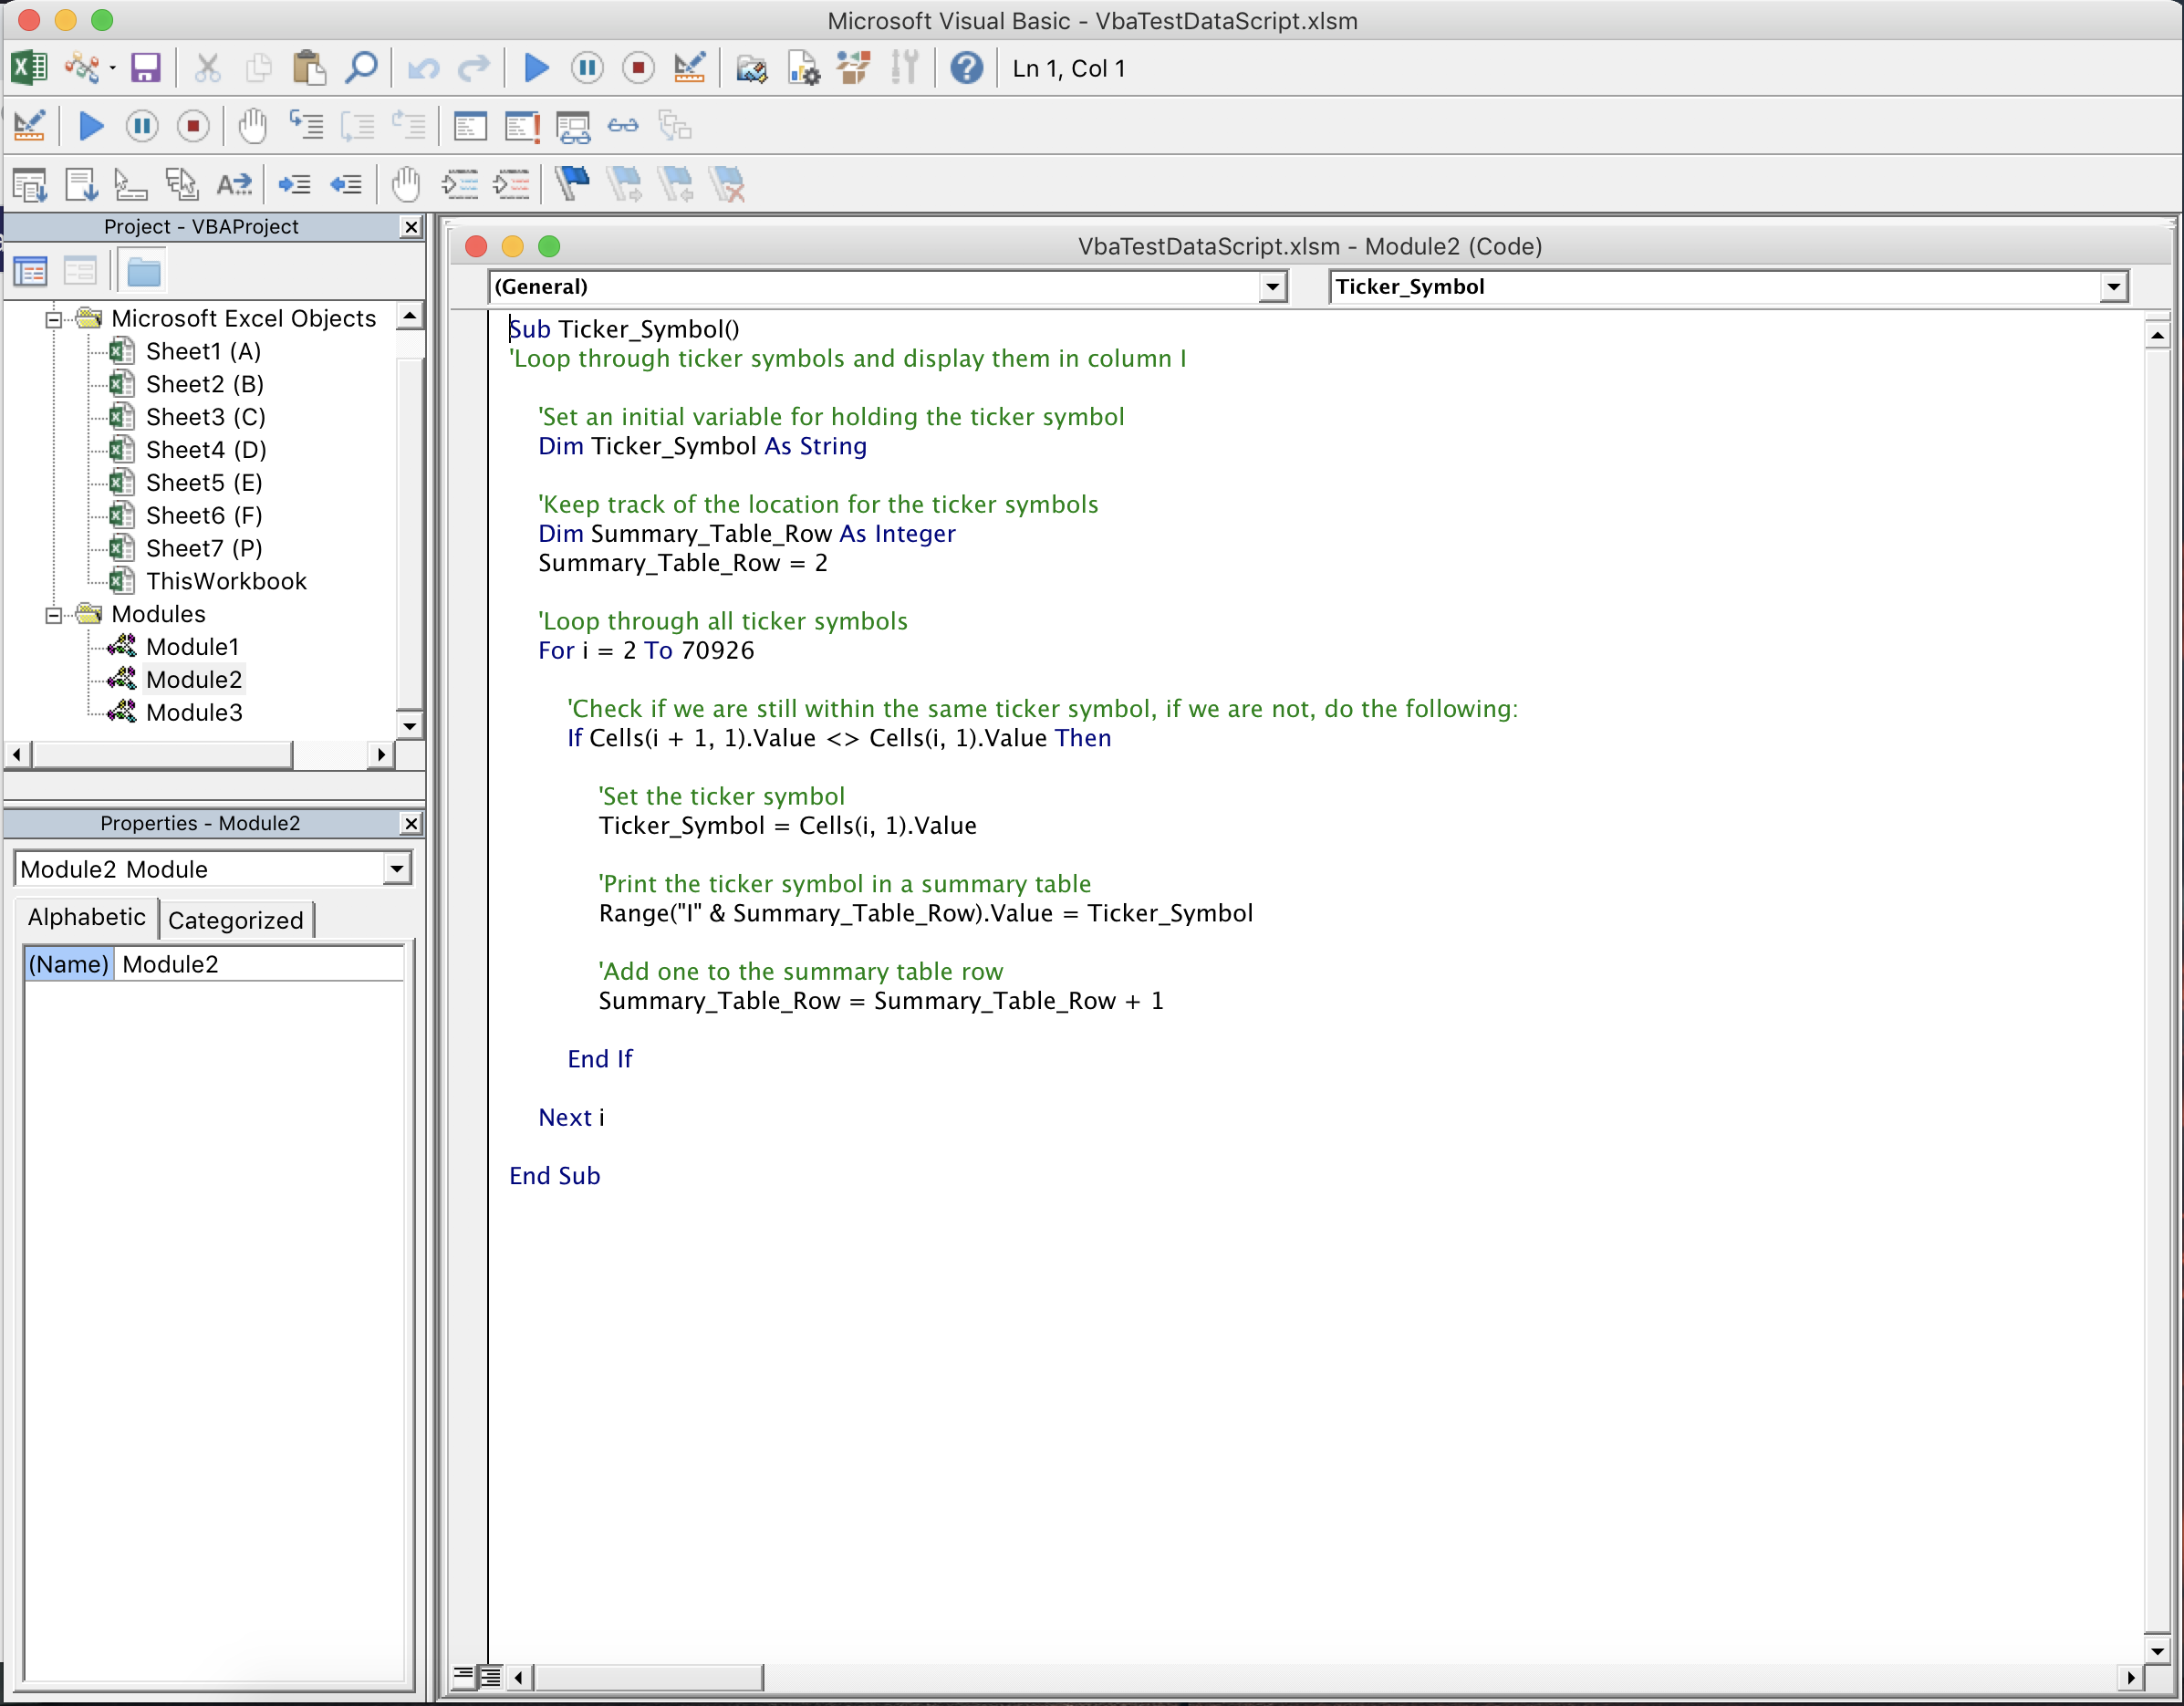 Microsoft Visual Basic - VbaTestDataScript.xlsm
Ln 1, Col 1
Project - VBAProject
Microsoft Excel Objects
Sheet1 (A)
Sheet2 (B)
Sheet3 (C)
Sheet4 (D)
Sheet5 (E)
Sheet6 (F)
Sheet7 (P)
ThisWorkbook
Modules
Module1
Module2
Module3
Properties - Module2
Module2 Module
Alphabetic Categorized
(Name) Module2
VbaTestDataScript.xlsm - Module2 (Code)
(General) Ticker_Symbol
Sub Ticker_Symbol()
'Loop through ticker symbols and display them in column I
'Set an initial variable for holding the ticker symbol
Dim Ticker_Symbol As String
'Keep track of the location for the ticker symbols
Dim Summary_Table_Row As Integer
Summary_Table_Row = 2
'Loop through all ticker symbols
For i = 2 To 70926
'Check if we are still within the same ticker symbol, if we are not, do the following:
If Cells(i + 1, 1).Value <> Cells(i, 1).Value Then
'Set the ticker symbol
Ticker_Symbol = Cells(i, 1).Value
'Print the ticker symbol in a summary table
Range("I" & Summary_Table_Row).Value = Ticker_Symbol
'Add one to the summary table row
Summary_Table_Row = Summary_Table_Row + 1
End If
Next i
End Sub